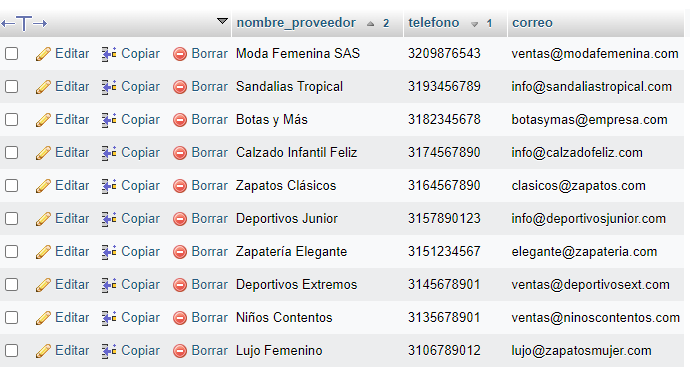 nombre_proveedor 2 telefono 1 correo
Editar Copiar Borrar Moda Femenina SAS 3209876543 ventas@modafemenina.com
Editar Copiar Borrar Sandalias Tropical 3193456789 info@sandaliastropical.com
Editar Copiar Borrar Botas y Más 3182345678 botasymas@empresa.com
Editar Copiar Borrar Calzado Infantil Feliz 3174567890 info@calzadofeliz.com
Editar Copiar Borrar Zapatos Clásicos 3164567890 clasicos@zapatos.com
Editar Copiar Borrar Deportivos Junior 3157890123 info@deportivosjunior.com
Editar Copiar Borrar Zapatería Elegante 3151234567 elegante@zapateria.com
Editar Copiar Borrar Deportivos Extremos 3145678901 ventas@deportivosext.com
Editar Copiar Borrar Niños Contentos 3135678901 ventas@ninoscontentos.com
Editar Copiar Borrar Lujo Femenino 3106789012 lujo@zapatosmujer.com